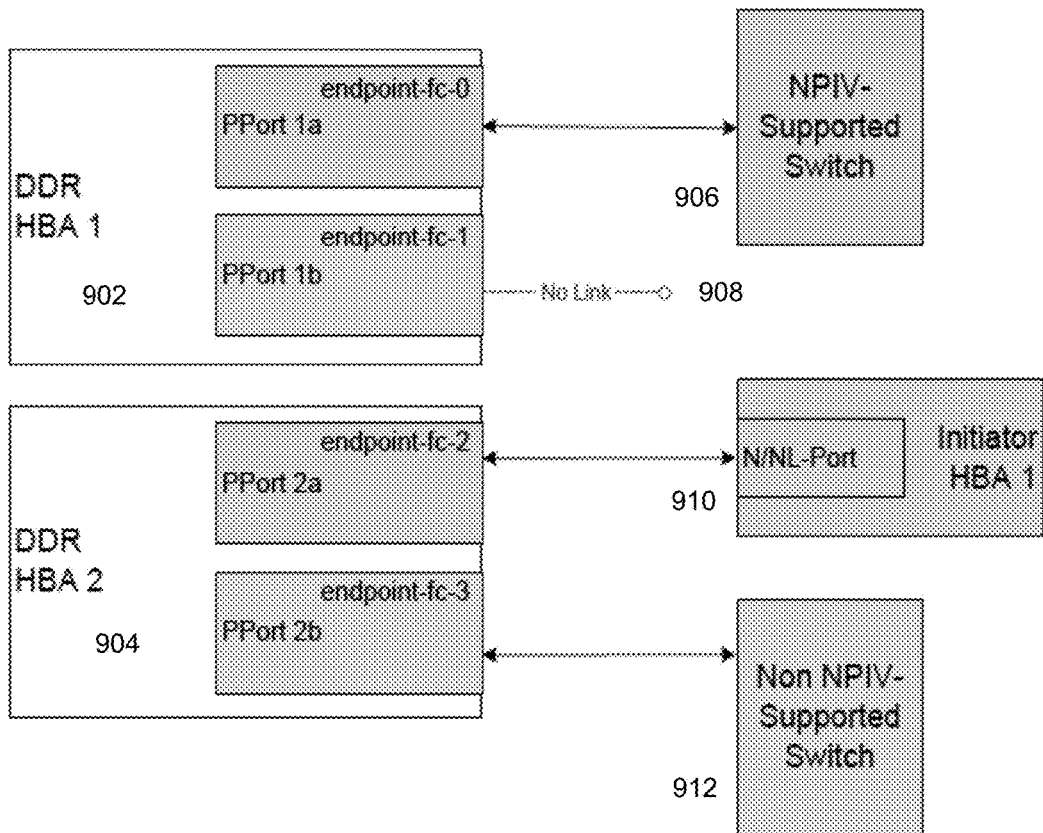 endpoint-fc-0
PPort 1a
DDR
HBA 1
902
endpoint-fc-1
PPort 1b
NPIV-
Supported
Switch
906
No Link
908
endpoint-fc-2
PPort 2a
DDR
HBA 2
904
endpoint-fc-3
PPort 2b
N/NL-Port
Initiator
HBA 1
910
Non NPIV-
Supported
Switch
912